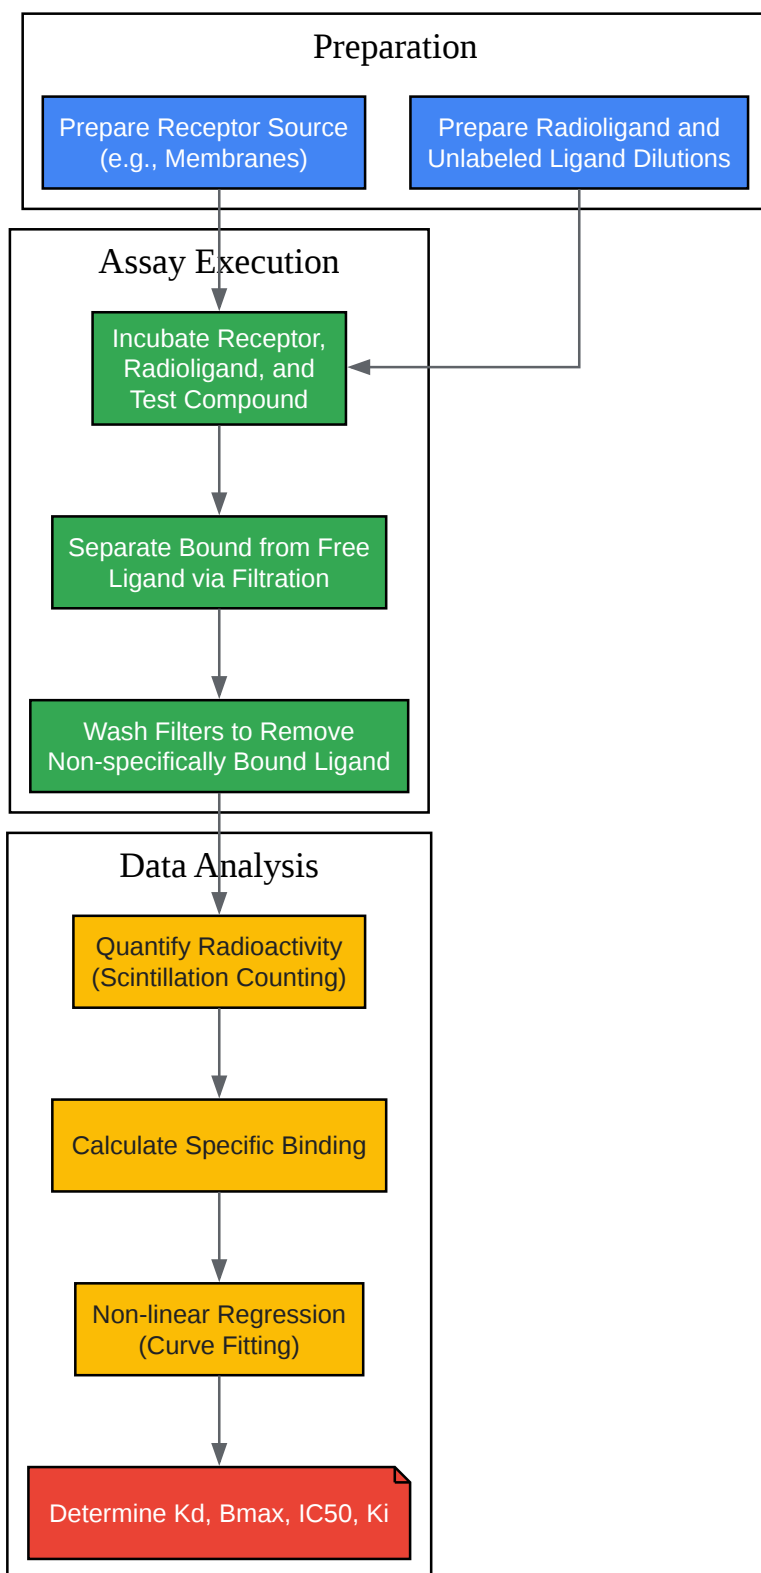 Preparation
Prepare Receptor Source
(e.g., Membranes)
Prepare Radioligand and
Unlabeled Ligand Dilutions
Assay Execution
Incubate Receptor,
Radioligand, and
Test Compound
Separate Bound from Free
Ligand via Filtration
Wash Filters to Remove
Non-specifically Bound Ligand
Data Analysis
Quantify Radioactivity
(Scintillation Counting)
Calculate Specific Binding
Non-linear Regression
(Curve Fitting)
Determine Kd, Bmax, IC50, Ki